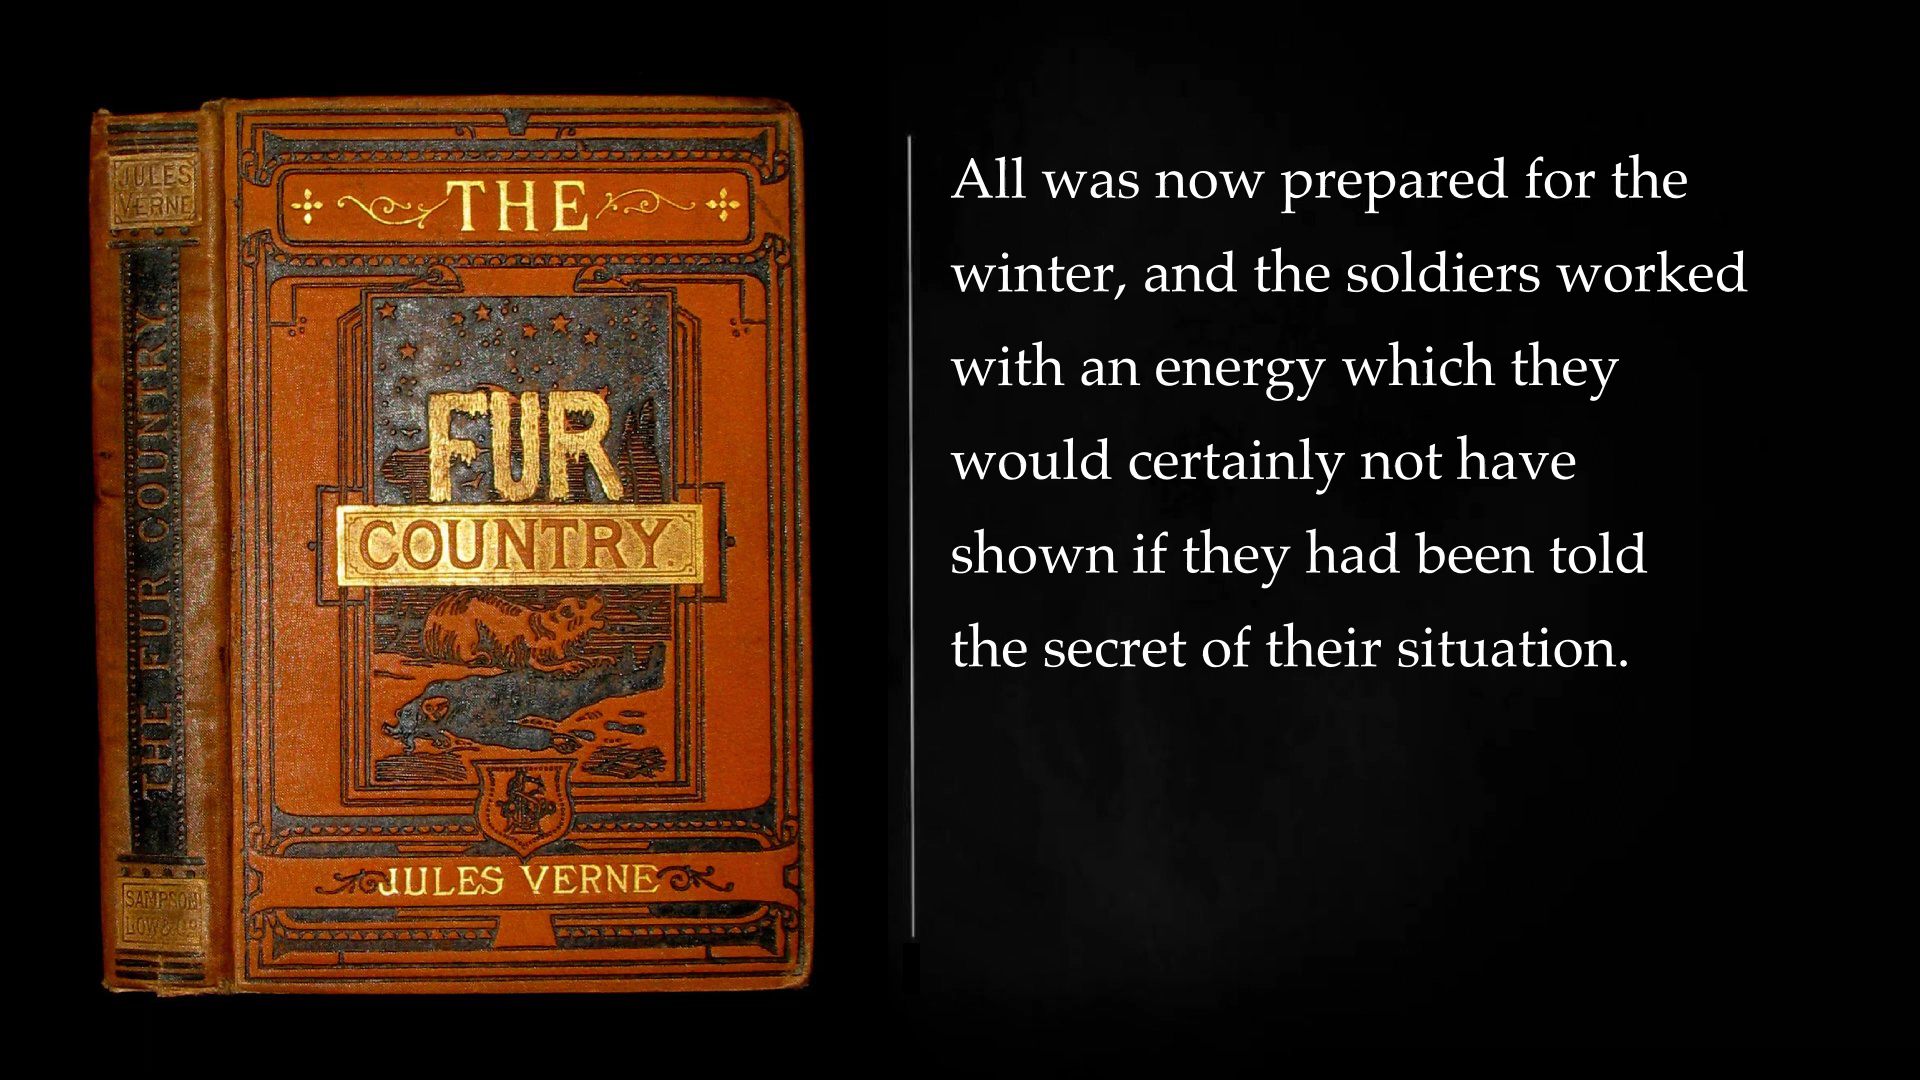 JULES
VERNE
THE FUR COUNTRY.
SAMPSON
LOW & Co
THE
FUR
COUNTRY.
JULES VERNE
All was now prepared for the
winter, and the soldiers worked
with an energy which they
would certainly not have
shown if they had been told
the secret of their situation.